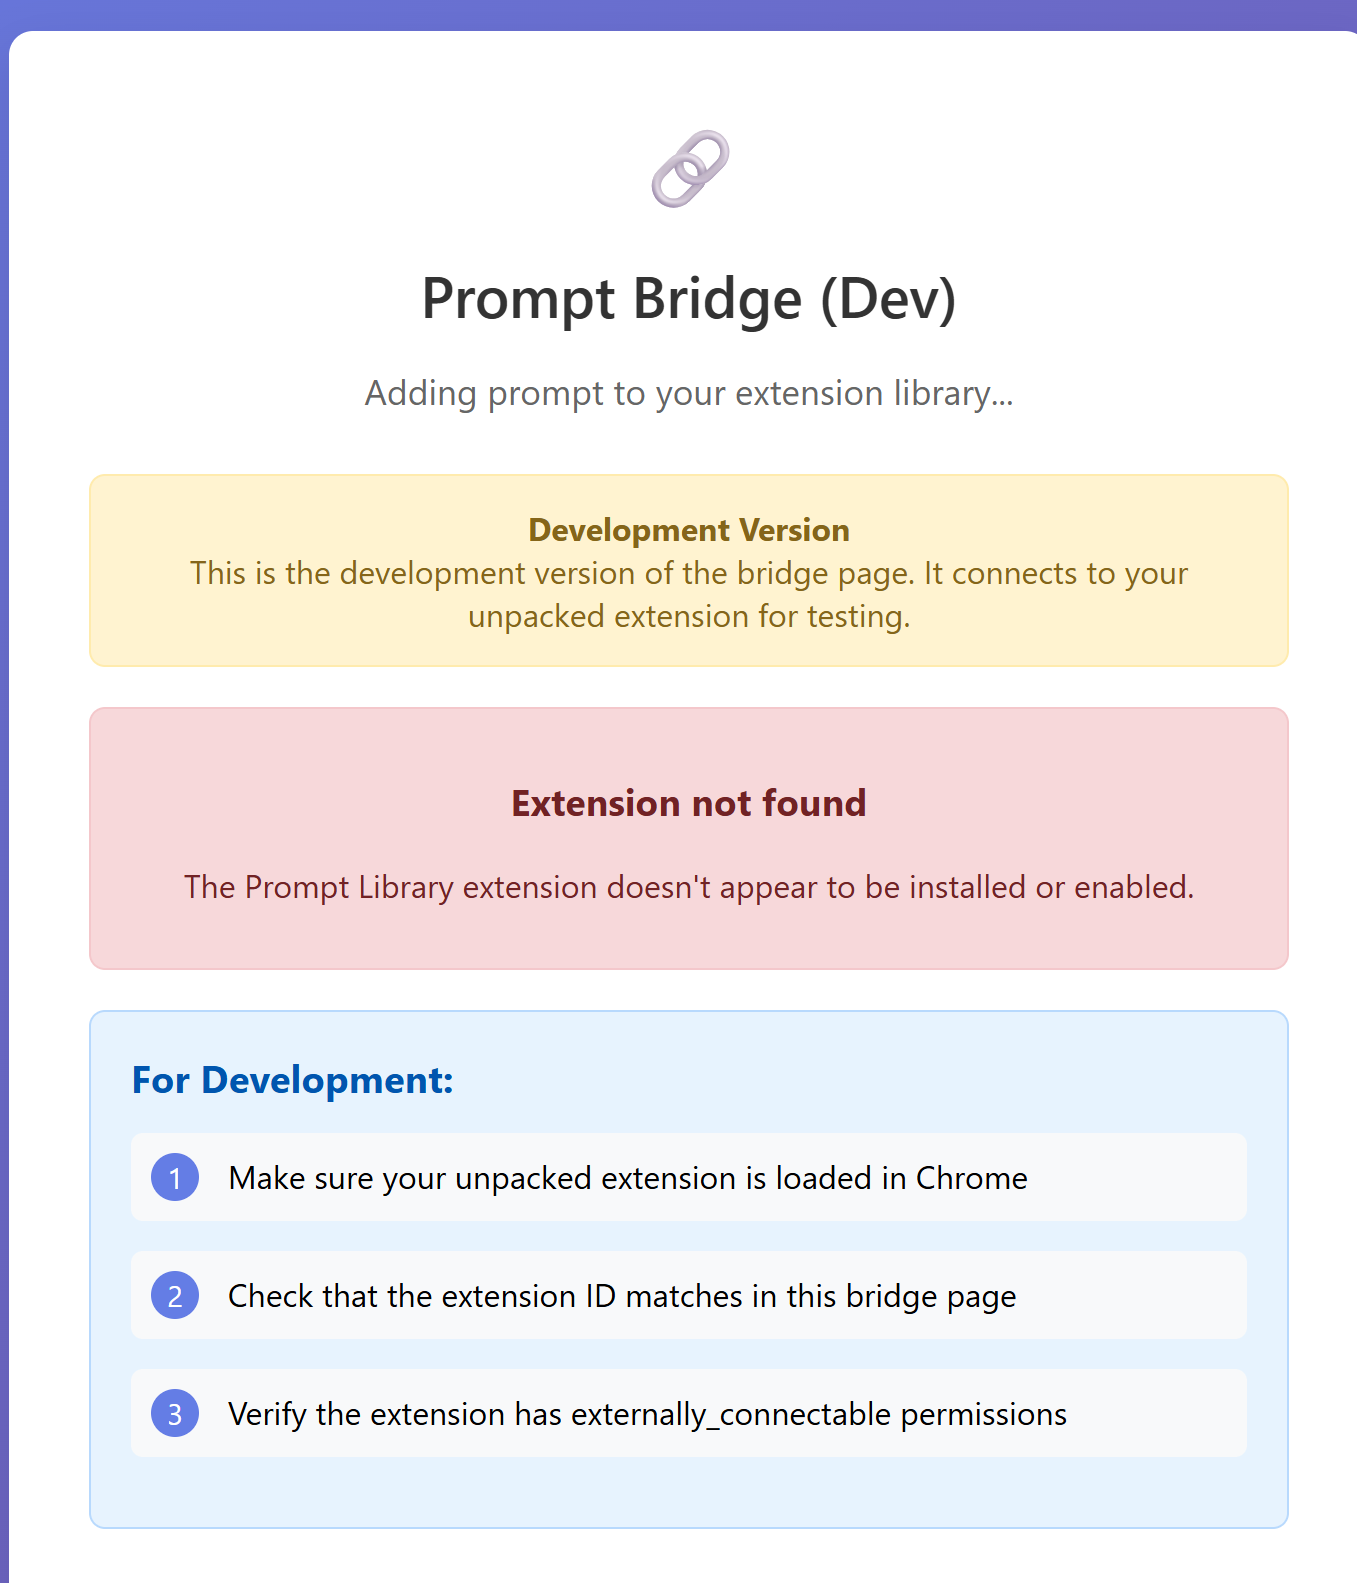 Prompt Bridge (Dev)
Adding prompt to your extension library...
Development Version
This is the development version of the bridge page. It connects to your
unpacked extension for testing.
Extension not found
The Prompt Library extension doesn't appear to be installed or enabled.
For Development:
1 Make sure your unpacked extension is loaded in Chrome
2 Check that the extension ID matches in this bridge page
3 Verify the extension has externally_connectable permissions